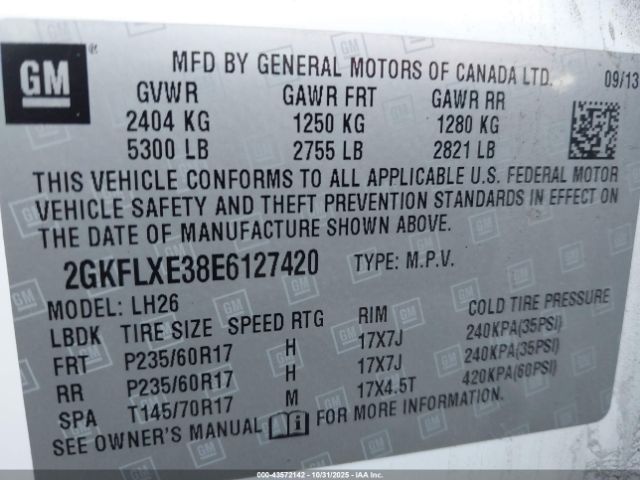 GM
MFD BY GENERAL MOTORS OF CANADA LTD. 09/13
GVWR GAWR FRT GAWR RR
2404 KG 1250 KG 1280 KG
5300 LB 2755 LB 2821 LB
THIS VEHICLE CONFORMS TO ALL APPLICABLE U.S. FEDERAL MOTOR
VEHICLE SAFETY AND THEFT PREVENTION STANDARDS IN EFFECT ON
THE DATE OF MANUFACTURE SHOWN ABOVE.
2GKFLXE38E6127420 TYPE: M.P.V.
MODEL: LH26
LBDK TIRE SIZE SPEED RTG RIM COLD TIRE PRESSURE
FRT P235/60R17 H 17X7J 240KPA(35PSI)
RR P235/60R17 H 17X7J 240KPA(35PSI)
SPA T145/70R17 M 17X4.5T 420KPA(60PSI)
SEE OWNER'S MANUAL FOR MORE INFORMATION.
000-43572142 - 10/31/2025 - IAAI.COM